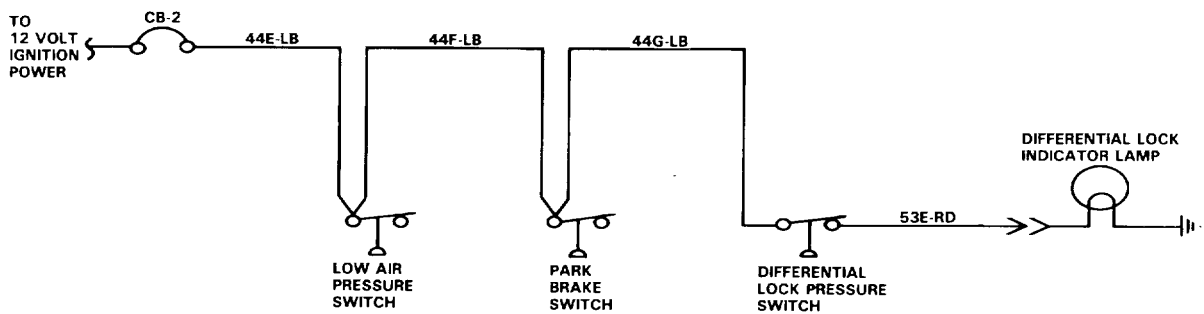 TO
12 VOLT
IGNITION
POWER
CB-2
44E-LB
44F-LB
44G-LB
LOW AIR
PRESSURE
SWITCH
PARK
BRAKE
SWITCH
DIFFERENTIAL
LOCK PRESSURE
SWITCH
53E-RD
DIFFERENTIAL LOCK
INDICATOR LAMP